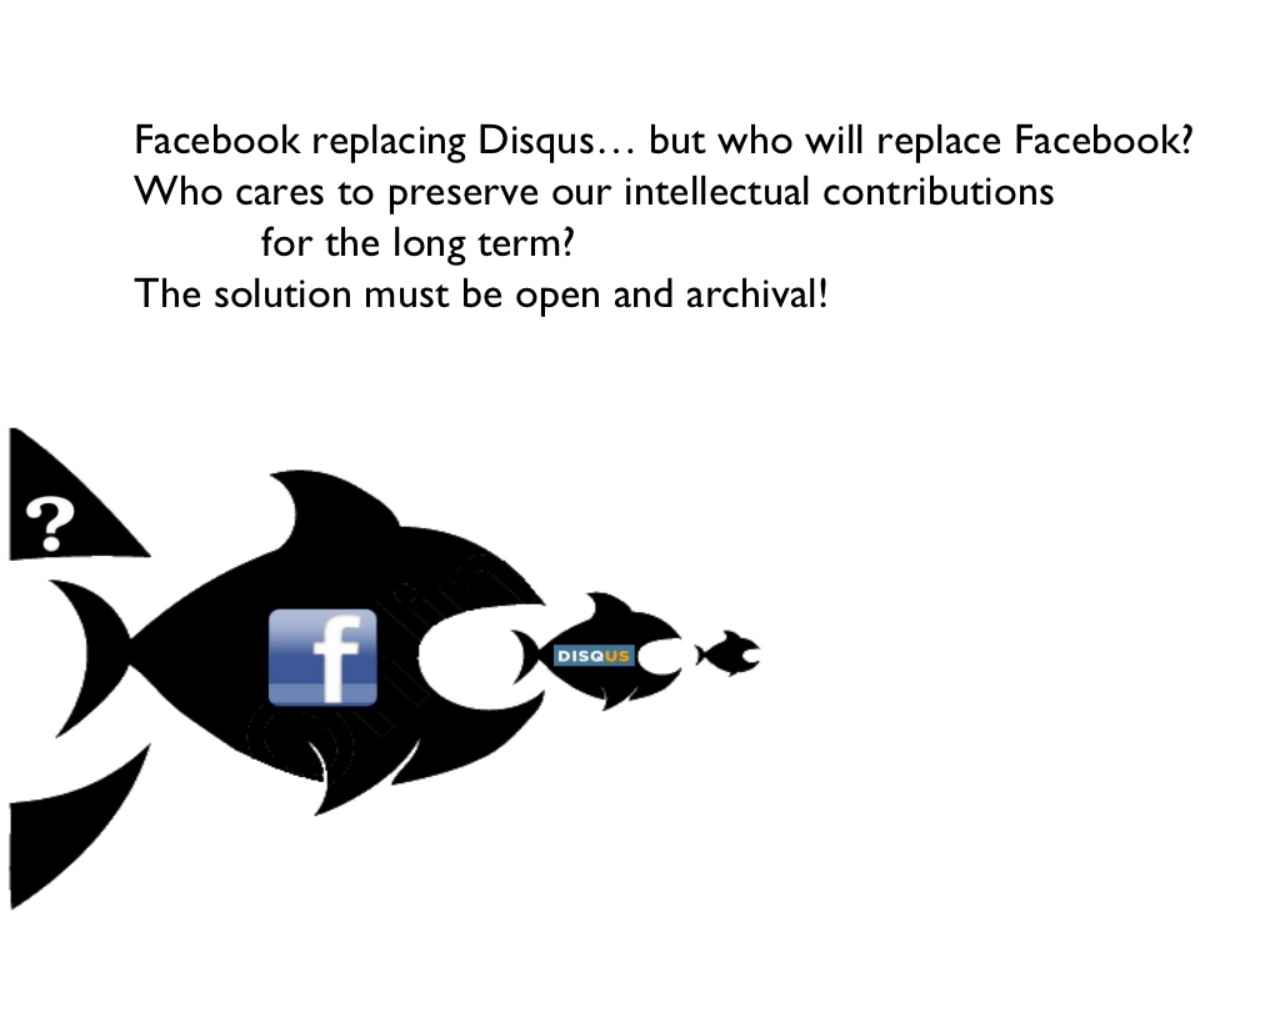 Facebook replacing Disqus… but who will replace Facebook?
Who cares to preserve our intellectual contributions
for the long term?
The solution must be open and archival!
?
f
DISQUS